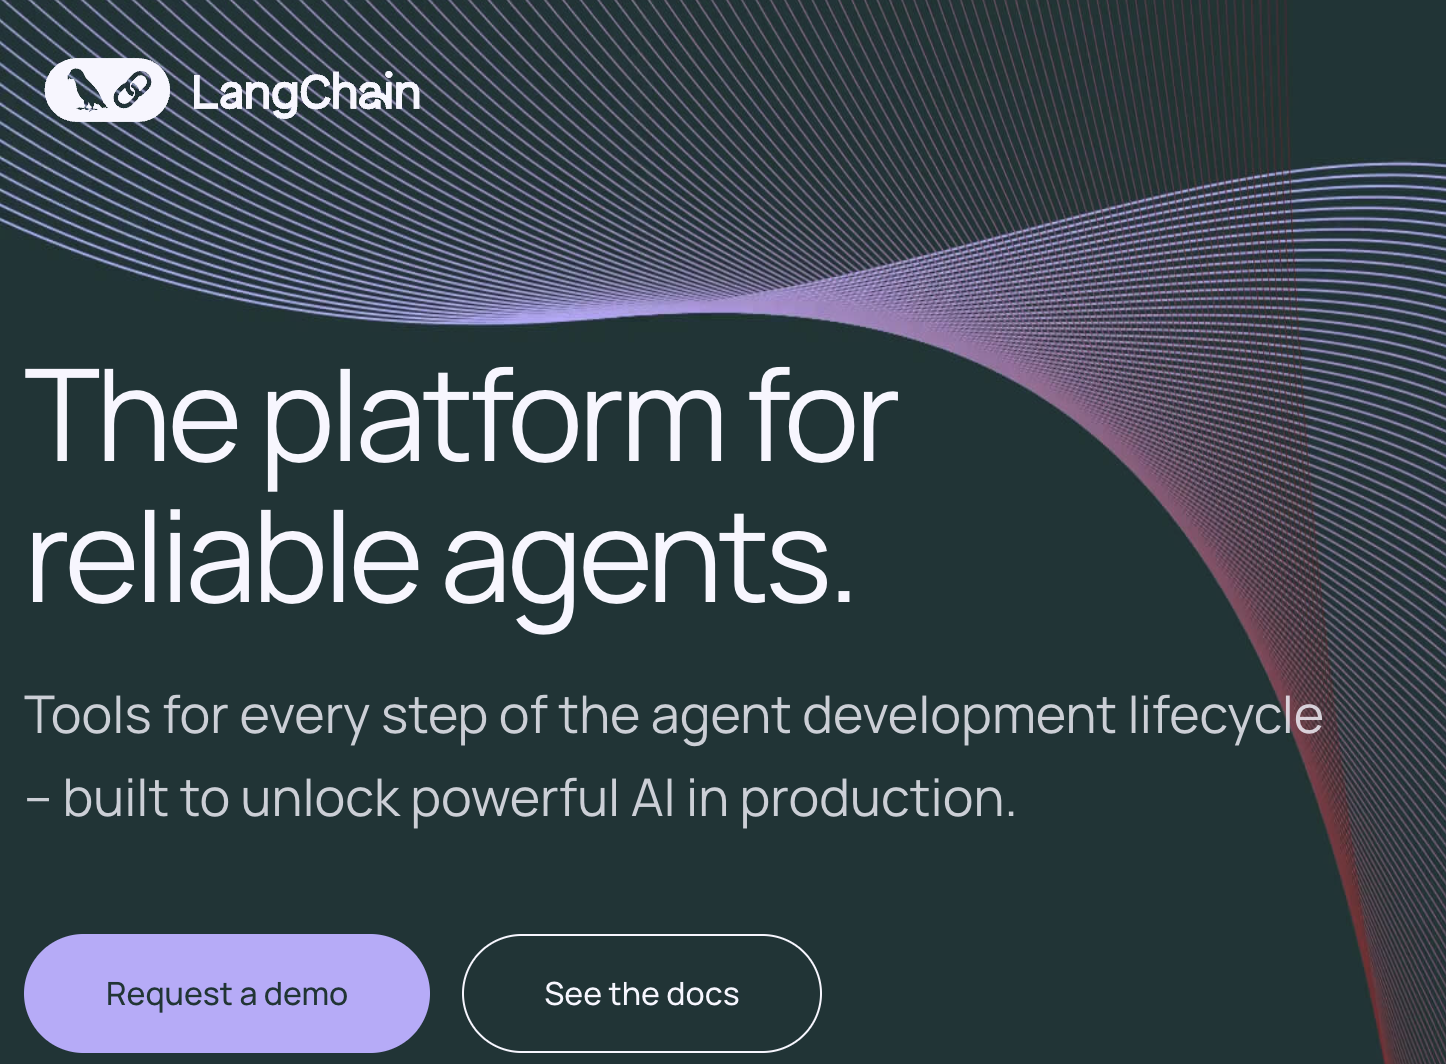 LangChain
The platform for
reliable agents.
Tools for every step of the agent development lifecycle
– built to unlock powerful AI in production.
Request a demo
See the docs